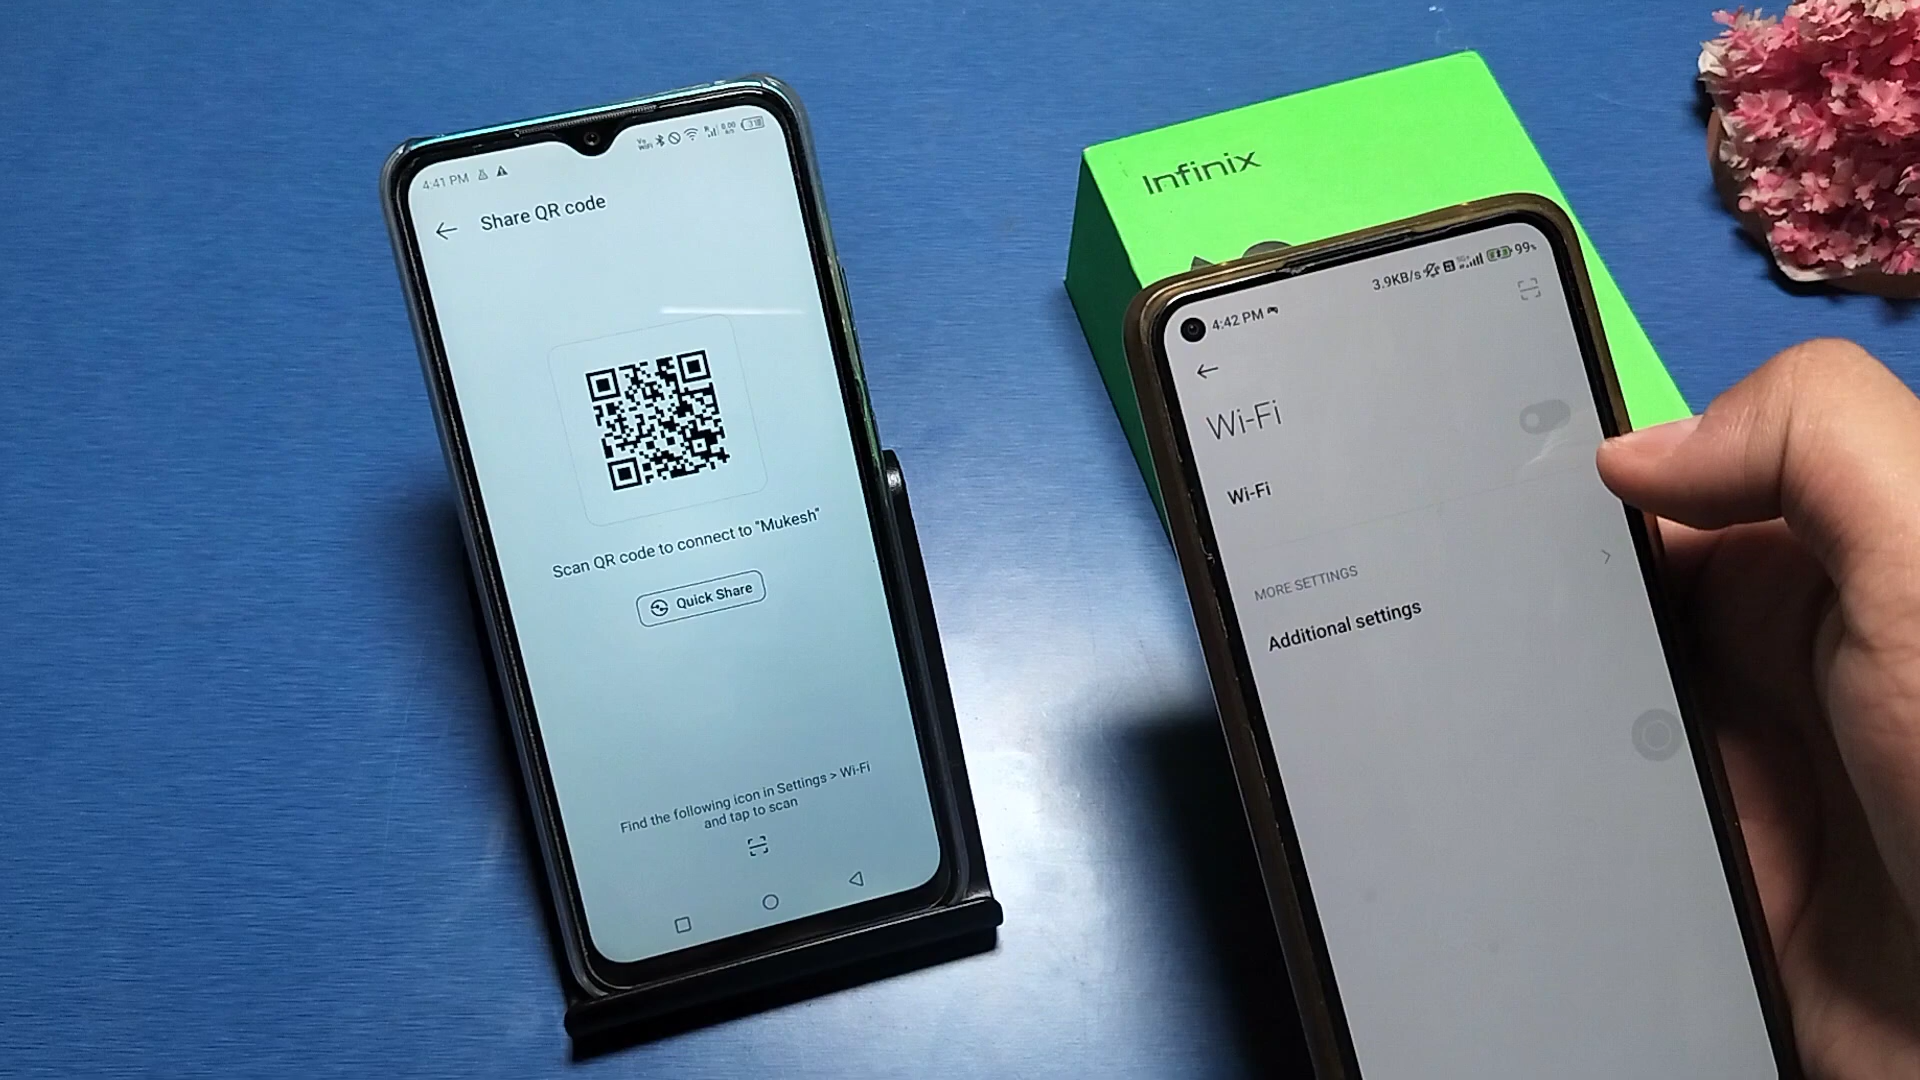 4:41 PM
Share QR code
Scan QR code to connect to "Mukesh"
Quick Share
Find the following icon in Settings > Wi-Fi
and tap to scan
Infinix
4:42 PM
3.9KB/s
99%
Wi-Fi
Wi-Fi
MORE SETTINGS
Additional settings